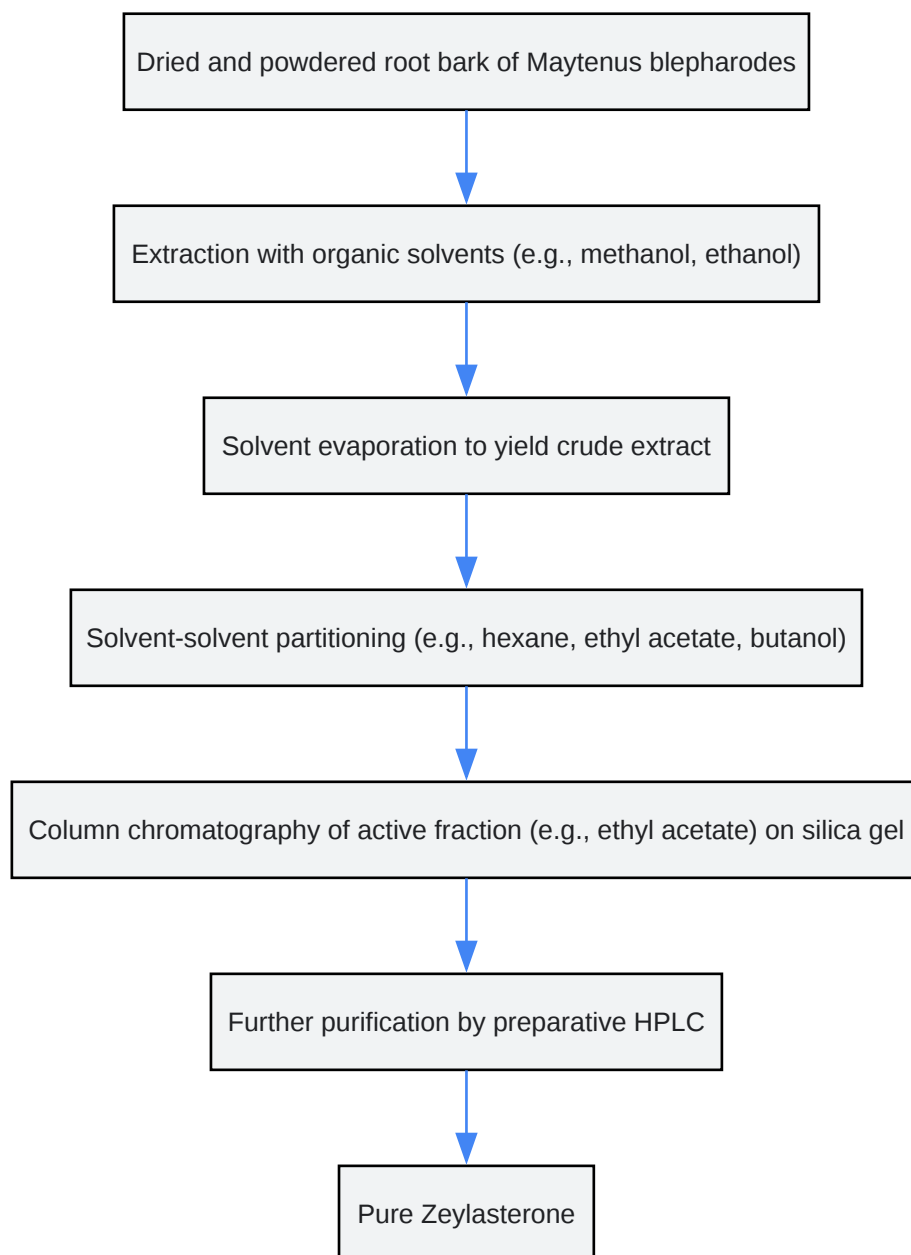 Dried and powdered root bark of Maytenus blepharodes
Extraction with organic solvents (e.g., methanol, ethanol)
Solvent evaporation to yield crude extract
Solvent-solvent partitioning (e.g., hexane, ethyl acetate, butanol)
Column chromatography of active fraction (e.g., ethyl acetate) on silica gel
Further purification by preparative HPLC
Pure Zeylasterone